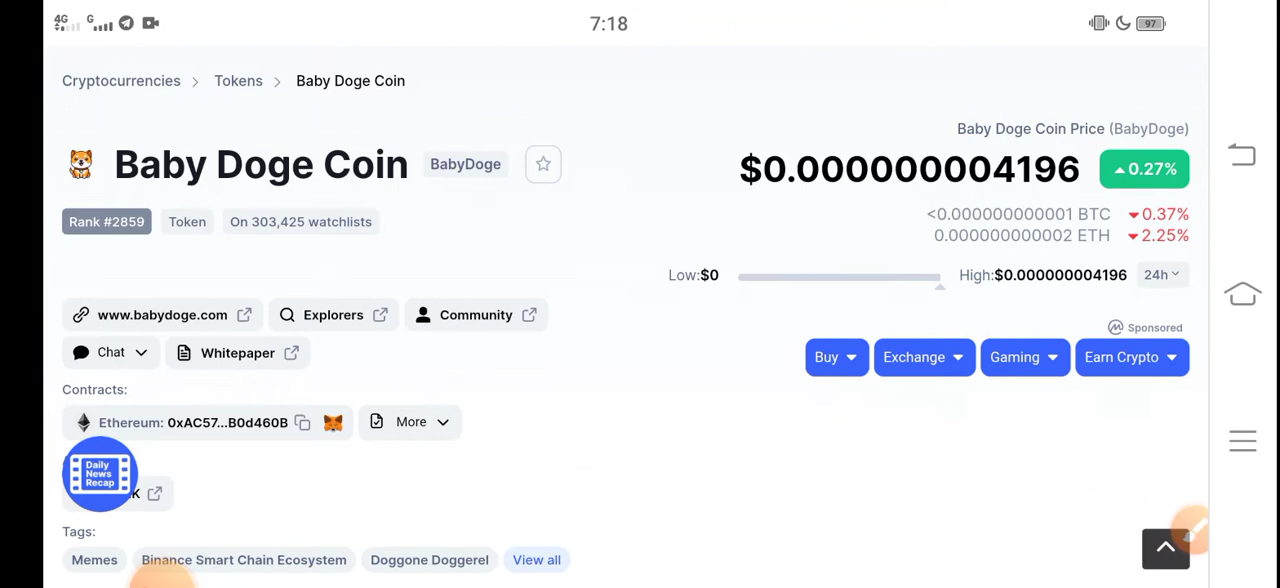 4G G 7:18 97
Cryptocurrencies > Tokens > Baby Doge Coin
Baby Doge Coin Price (BabyDoge)
Baby Doge Coin BabyDoge $0.000000004196 0.27%
<0.000000000001 BTC 0.37%
Rank #2859 Token On 303,425 watchlists
0.000000000002 ETH 2.25%
Low:$0 High:$0.000000004196 24h
www.babydoge.com Explorers Community
Sponsored
Chat Whitepaper
Buy Exchange Gaming Earn Crypto
Contracts:
Ethereum: 0xAC57...B0d460B More
Daily
News
Recap
K
Tags:
Memes Binance Smart Chain Ecosystem Doggone Doggerel View all